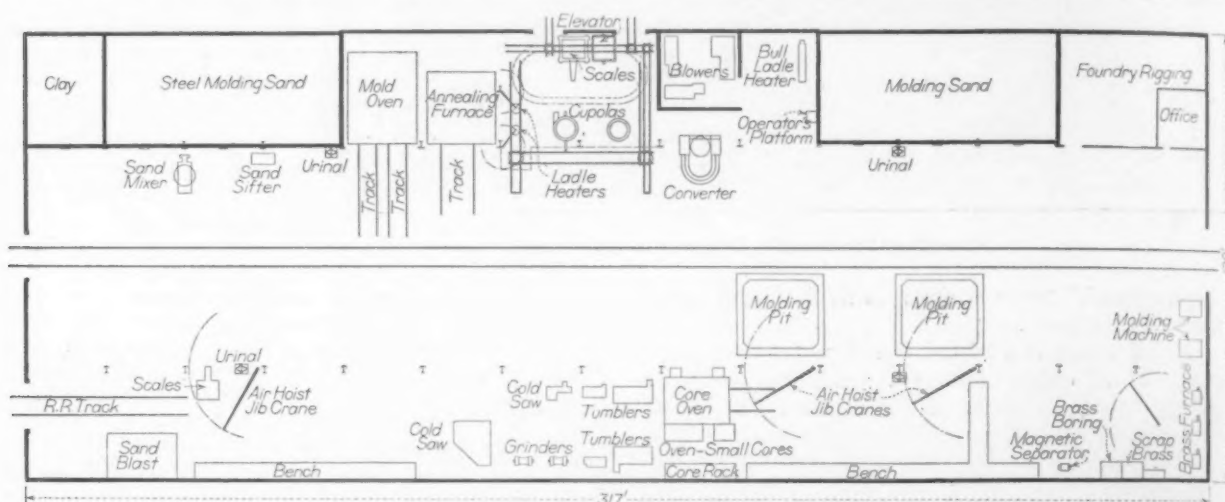 Elevator
Clay
Steel Molding Sand
Mold
Oven
Annealing
Furnace
Scales
Cupolas
Blowers
Bull
Ladle
Heater
Operator's
Platform
Molding Sand
Foundry Rigging
Office
Sand
Mixer
Sand
Sifter
Urinal
Track
Track
Track
Ladle
Heaters
Converter
Urinal
Molding
Pit
Molding
Pit
Molding
Machine
Scales
Urinal
Air Hoist
Jib Crane
R.R. Track
Sand
Blast
Bench
Cold
Saw
Cold
Saw
Tumblers
Grinders
Tumblers
Core
Oven
Oven-Small Cores
Core Rack
Air Hoist
Jib Cranes
Bench
Brass
Boring
Magnetic
Separator
Scrap
Brass
Brass Furnace
317'